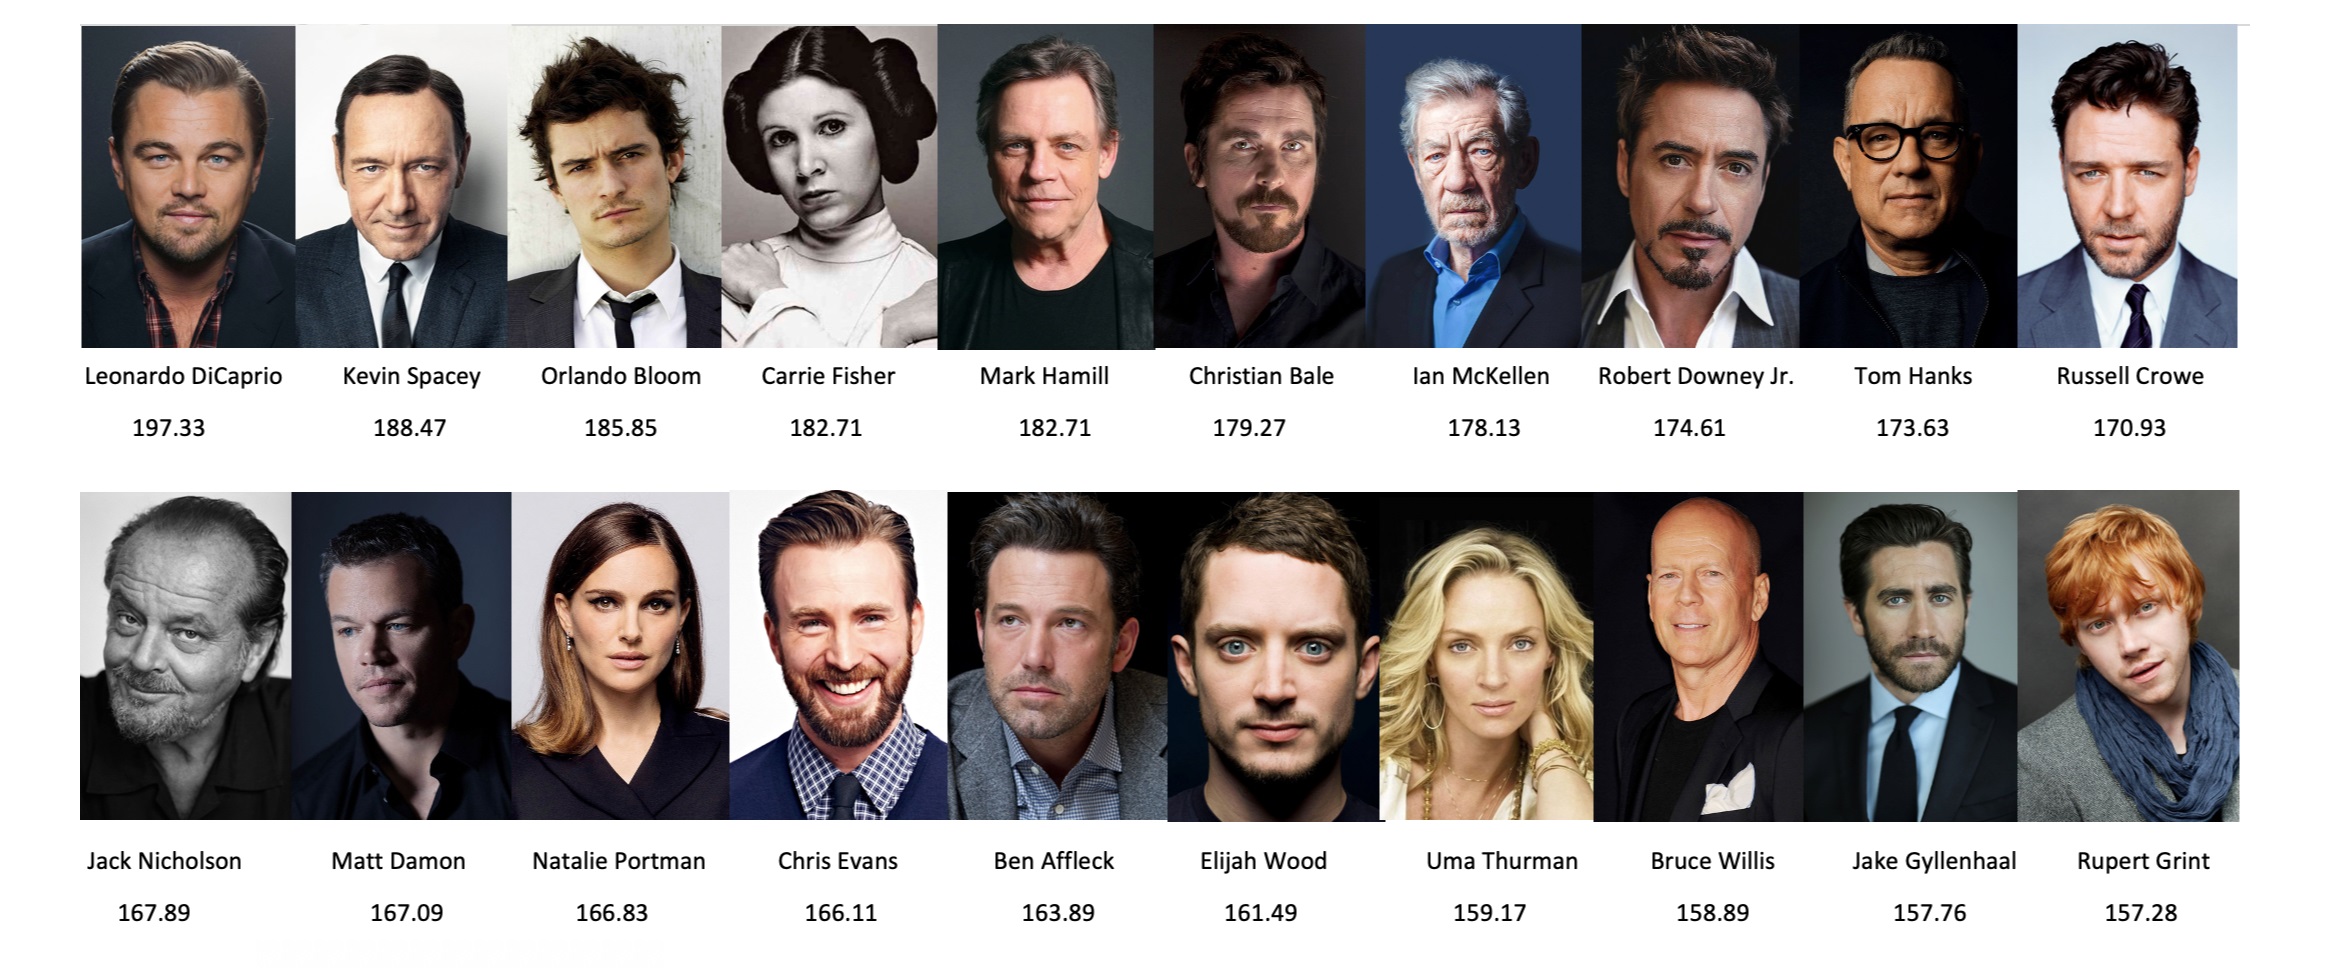 Leonardo DiCaprio Kevin Spacey Orlando Bloom Carrie Fisher Mark Hamill Christian Bale Ian McKellen Robert Downey Jr. Tom Hanks Russell Crowe
197.33 188.47 185.85 182.71 182.71 179.27 178.13 174.61 173.63 170.93
Jack Nicholson Matt Damon Natalie Portman Chris Evans Ben Affleck Elijah Wood Uma Thurman Bruce Willis Jake Gyllenhaal Rupert Grint
167.89 167.09 166.83 166.11 163.89 161.49 159.17 158.89 157.76 157.28